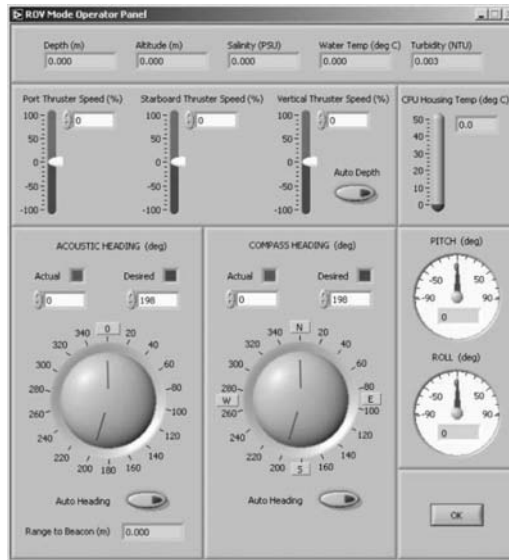 ROV Mode Operator Panel
Depth (m) Altitude (m) Salinity (PSU) Water Temp (deg C) Turbidity (NTU)
0.000 0.000 0.000 0.000 0.003
Port Thruster Speed (%) Starboard Thruster Speed (%) Vertical Thruster Speed (%) CPU Housing Temp (deg C)
100 0 100 0 100 0 50 0.0
50 50 50 40
0 0 0 30
-50 -50 -50 Auto Depth 20
-100 -100 -100 10
0
ACOUSTIC HEADING (deg) COMPASS HEADING (deg) PITCH (deg)
Actual Desired Actual Desired
0 198 0 198
-50 50
-90 90
0
0 20 40 60 80 100 120 140 160 180 200 220 240 260 280 300 320 340
N 20 40 60 80 E 100 120 140 160 S 200 220 240 260 W 280 300 320 340
ROLL (deg)
-50 50
-90 90
0
Auto Heading Auto Heading
Range to Beacon (m) 0.000
OK